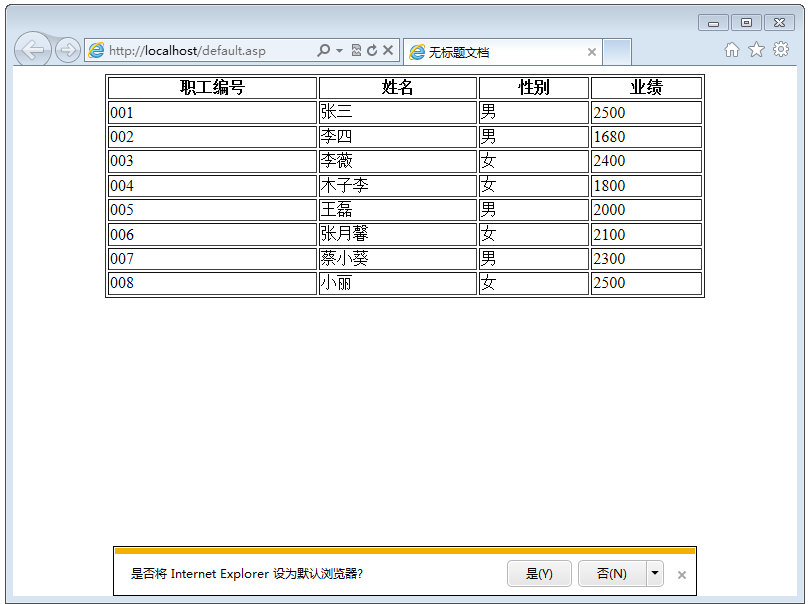 http://localhost/default.asp 无标题文档
职工编号 姓名 性别 业绩
001 张三 男 2500
002 李四 男 1680
003 李薇 女 2400
004 木子李 女 1800
005 王磊 男 2000
006 张月馨 女 2100
007 蔡小葵 男 2300
008 小丽 女 2500
是否将 Internet Explorer 设为默认浏览器? 是(Y) 否(N)